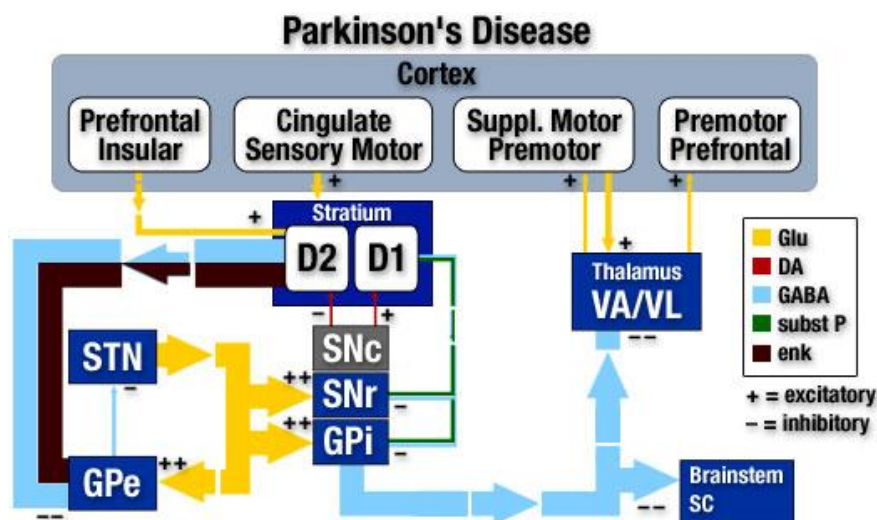 Parkinson's Disease
Cortex
Prefrontal
Insular
Cingulate
Sensory Motor
Suppl. Motor
Premotor
Premotor
Prefrontal
+
+
+
+
Stratium
D2
D1
+
Thalamus
VA/VL
Glu
DA
GABA
subst P
enk
+ = excitatory
– = inhibitory
–
+
SNc
STN
–
++
SNr
–
++
GPi
–
GPe
++
– –
– –
– –
Brainstem
SC